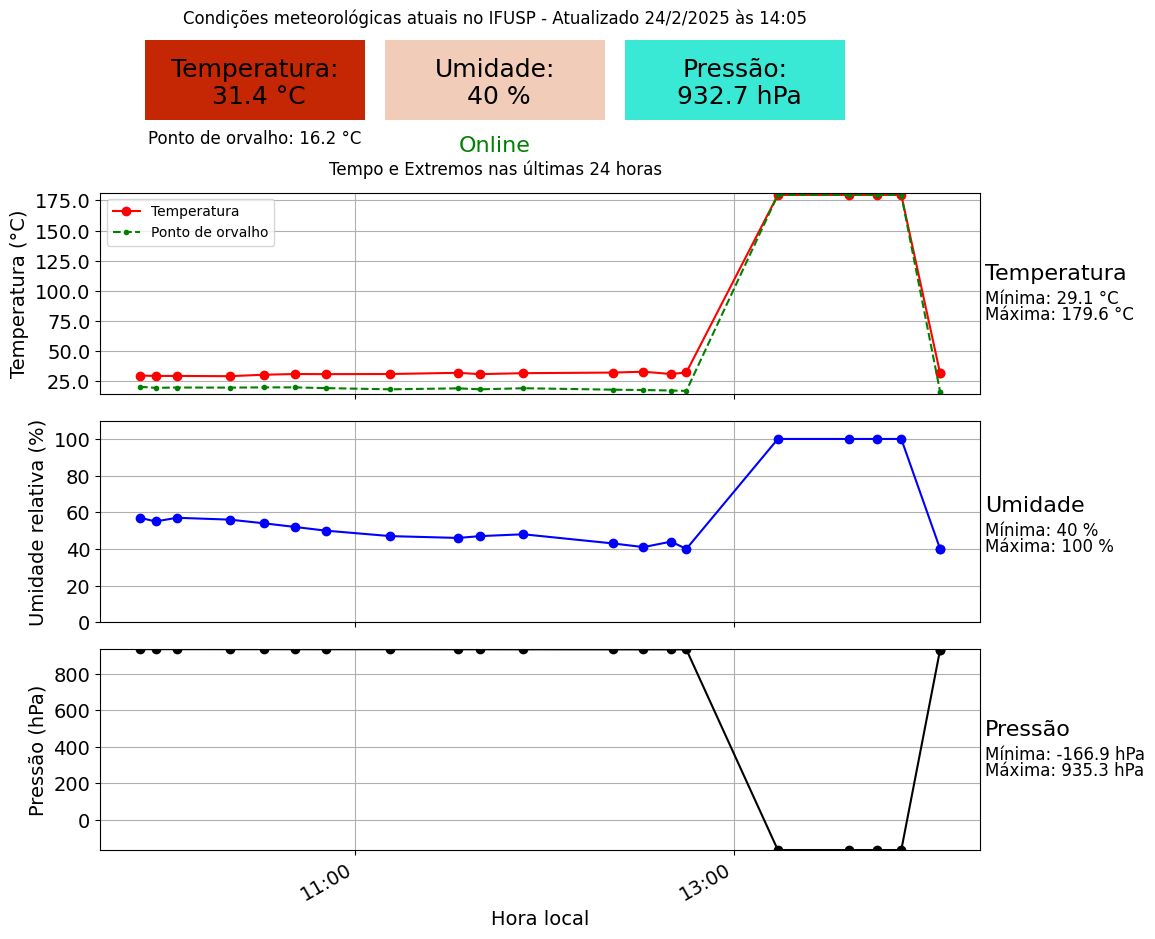 Condições meteorológicas atuais no IFUSP - Atualizado 24/2/2025 às 14:05
Temperatura:
31.4 °C
Umidade:
40 %
Pressão:
932.7 hPa
Ponto de orvalho: 16.2 °C
Online
Tempo e Extremos nas últimas 24 horas
Temperatura (°C)
175.0
150.0
125.0
100.0
75.0
50.0
25.0
Temperatura
Ponto de orvalho
Temperatura
Mínima: 29.1 °C
Máxima: 179.6 °C
Umidade relativa (%)
100
80
60
40
20
0
Umidade
Mínima: 40 %
Máxima: 100 %
Pressão (hPa)
800
600
400
200
0
Pressão
Mínima: -166.9 hPa
Máxima: 935.3 hPa
11:00
13:00
Hora local